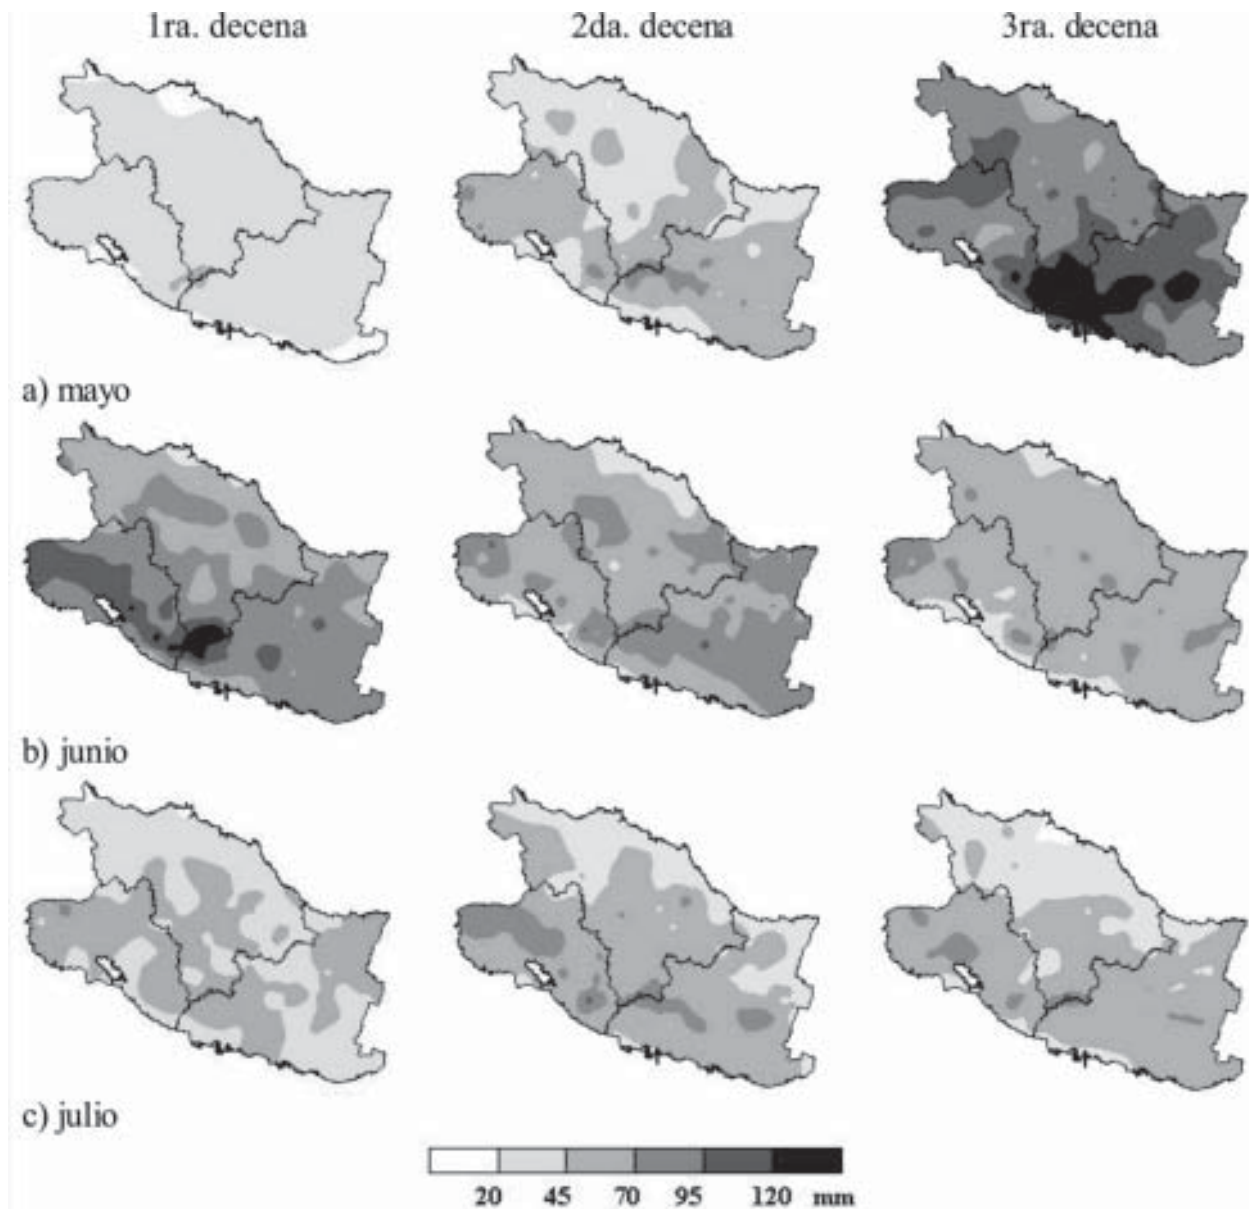 1ra. decena 2da. decena 3ra. decena
a) mayo
b) junio
c) julio
20 45 70 95 120 mm